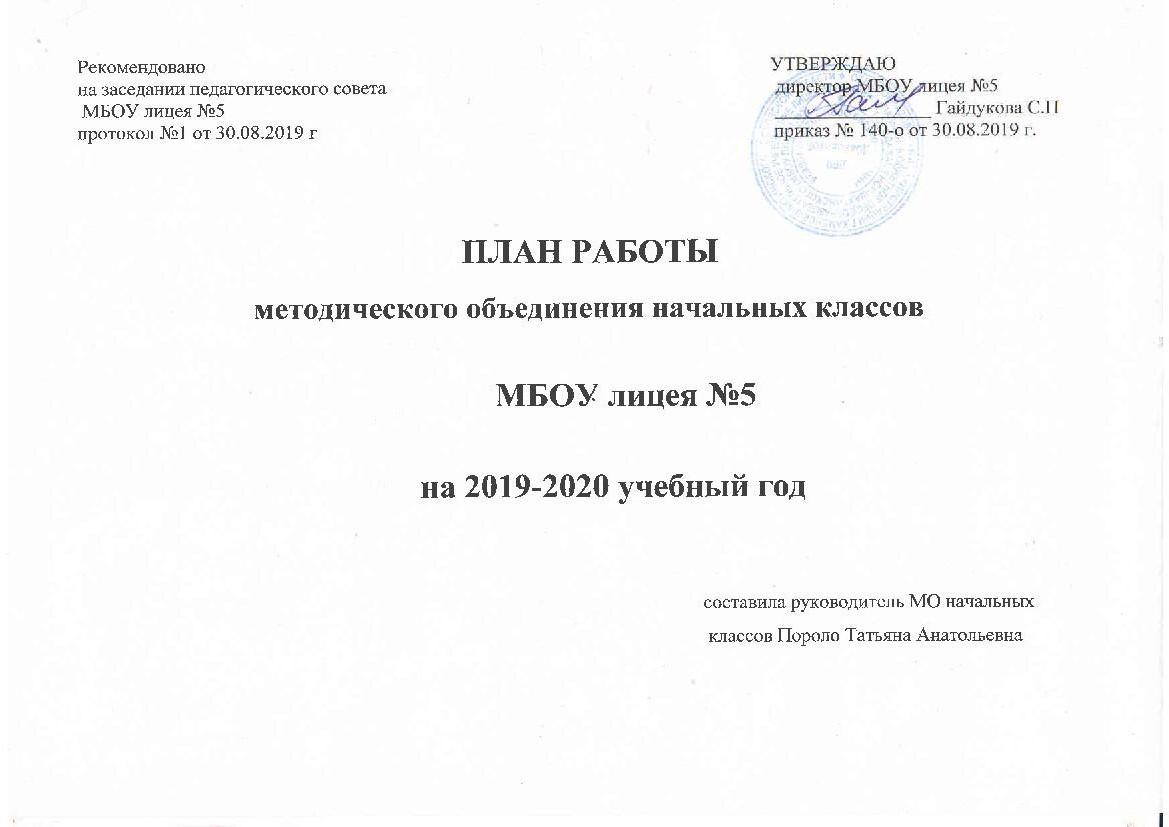 Рекомендовано
на заседании педагогического совета
МБОУ лицея №5
протокол №1 от 30.08.2019 г
УТВЕРЖДАЮ
директор МБОУ лицея №5
Гайдукова С.П
приказ № 140-о от 30.08.2019 г.
ПЛАН РАБОТЫ
методического объединения начальных классов
МБОУ лицея №5
на 2019-2020 учебный год
составила руководитель МО начальных
классов Пороло Татьяна Анатольевна